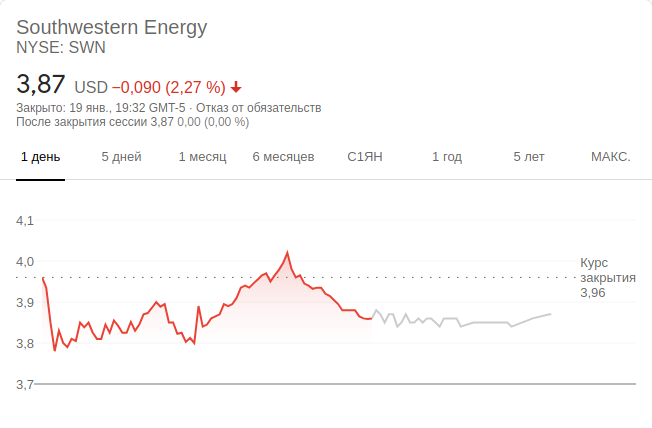 Southwestern Energy
NYSE: SWN
3,87 USD −0,090 (2,27 %)
Закрыто: 19 янв., 19:32 GMT-5 · Отказ от обязательств
После закрытия сессии 3,87 0,00 (0,00 %)
1 день 5 дней 1 месяц 6 месяцев С1ЯН 1 год 5 лет МАКС.
4,1
4,0
Курс
закрытия
3,96
3,9
3,8
3,7